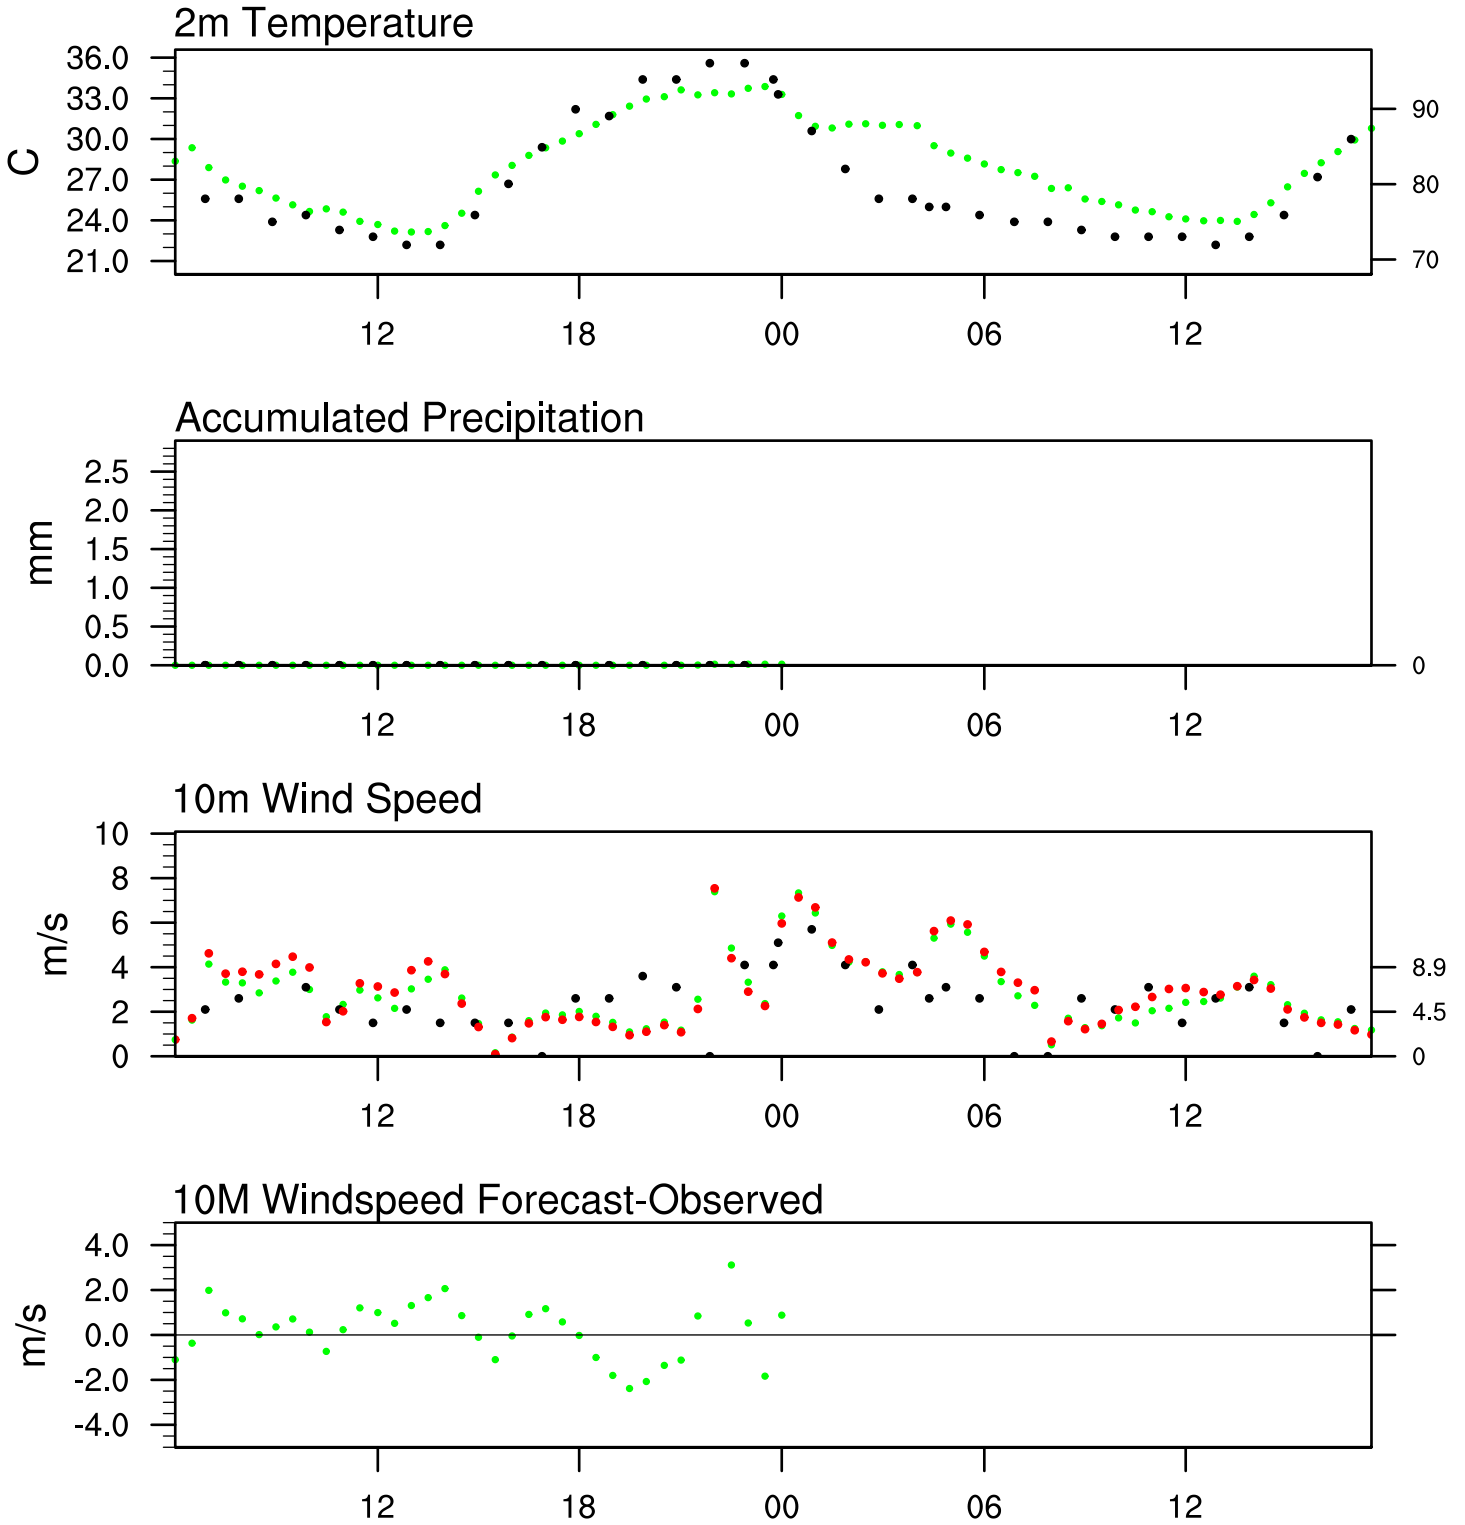 2m Temperature
36.0
33.0
30.0
27.0
24.0
21.0
C
90
80
70
12 18 00 06 12
Accumulated Precipitation
2.5
2.0
1.5
1.0
0.5
0.0
mm
0
12 18 00 06 12
10m Wind Speed
10
8
6
4
2
0
m/s
8.9
4.5
0
12 18 00 06 12
10M Windspeed Forecast-Observed
4.0
2.0
0.0
-2.0
-4.0
m/s
12 18 00 06 12